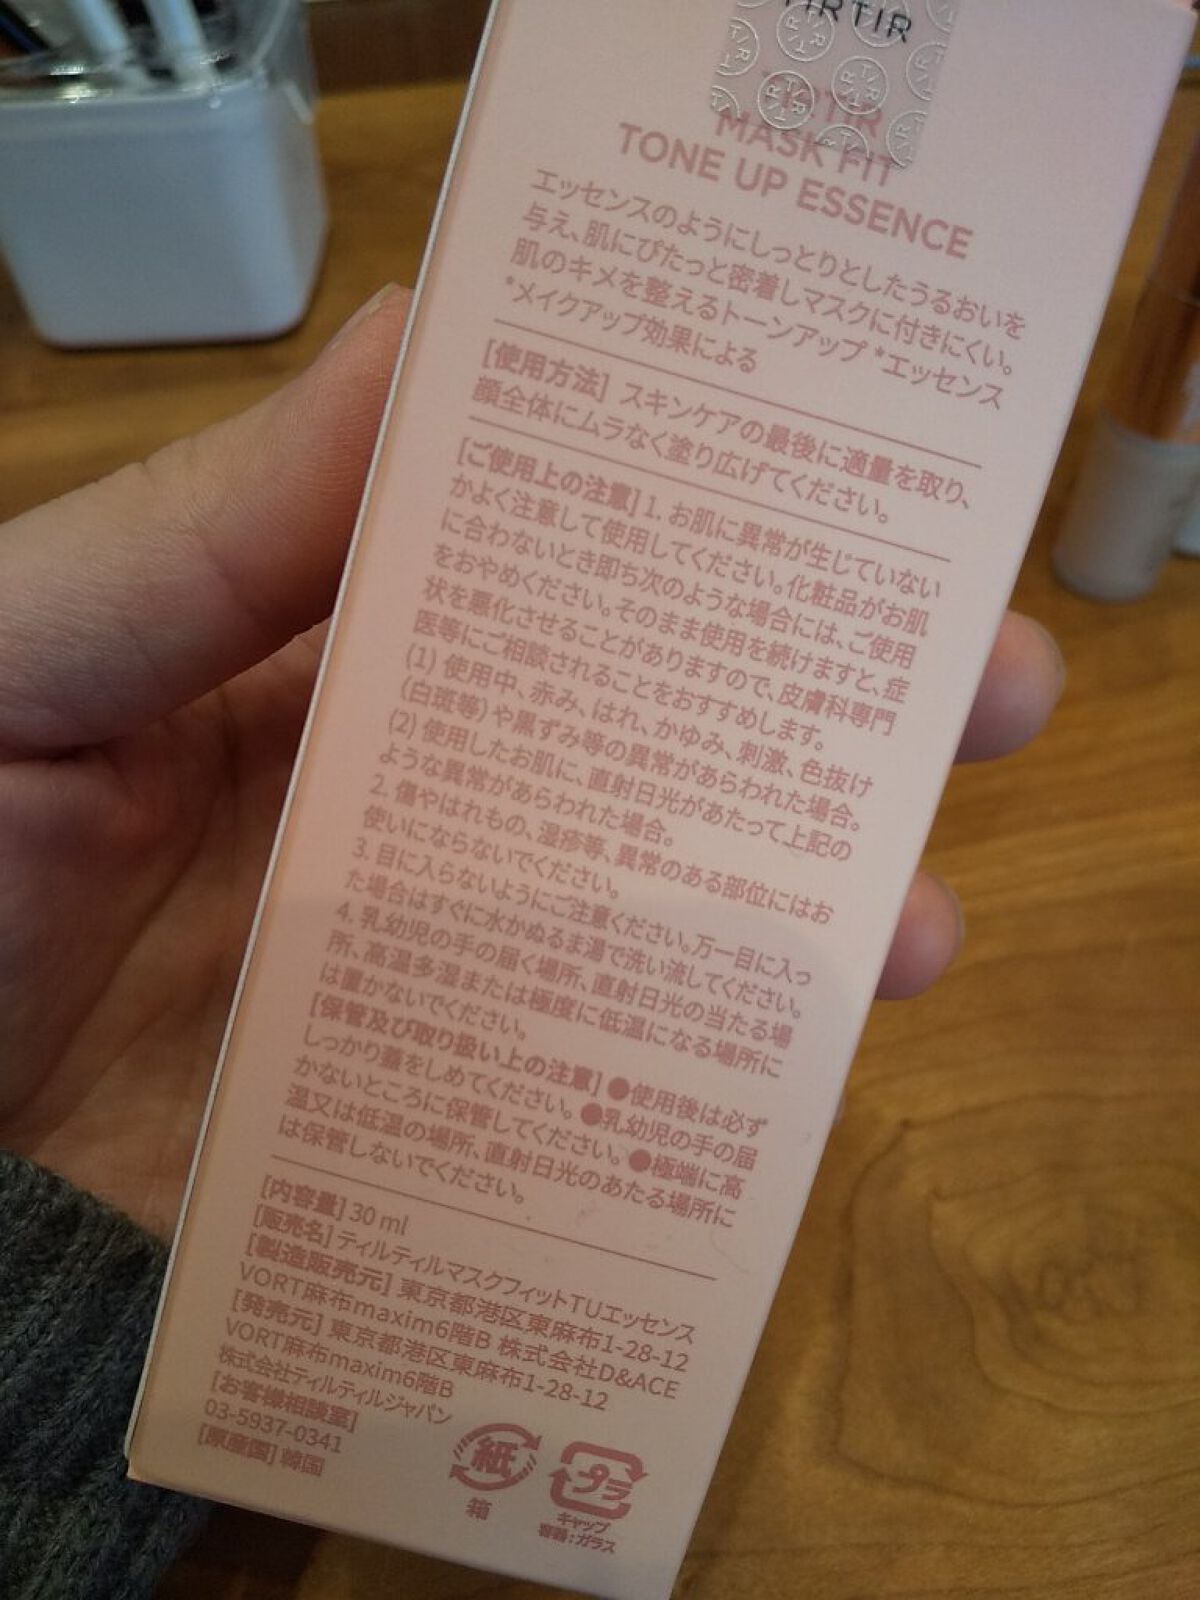 TIRTIR
MASK FIT
TONE UP ESSENCE
エッセンスのようにしっとりとしたうるおいを
与え、肌にぴたっと密着しマスクに付きにくい。
肌のキメを整えるトーンアップ*エッセンス
*メイクアップ効果による
[使用方法] スキンケアの最後に適量を取り、
顔全体にムラなく塗り広げてください。
[ご使用上の注意] 1. お肌に異常が生じていない
かよく注意して使用してください。化粧品がお肌
に合わないとき即ち次のような場合には、ご使用
をおやめください。そのまま使用を続けますと、症
状を悪化させることがありますので、皮膚科専門
医等にご相談されることをおすすめします。
(1) 使用中、赤み、はれ、かゆみ、刺激、色抜け
(白斑等) や黒ずみ等の異常があらわれた場合。
(2) 使用したお肌に、直射日光があたって上記の
ような異常があらわれた場合。
2. 傷やはれもの、湿疹等、異常のある部位にはお
使いにならないでください。
3. 目に入らないようにご注意ください。万一目に入っ
た場合はすぐに水かぬるま湯で洗い流してください。
4. 乳幼児の手の届く場所、直射日光の当たる場
所、高温多湿または極度に低温になる場所に
は置かないでください。
[保管及び取り扱い上の注意] ●使用後は必ず
しっかり蓋をしめてください。●乳幼児の手の届
かないところに保管してください。●極端に高
温又は低温の場所、直射日光のあたる場所に
は保管しないでください。
[内容量] 30 ml
[販売名] ティルティルマスクフィットTUエッセンス
[製造販売元] 東京都港区東麻布1-28-12
VORT麻布maxim6階B 株式会社D&ACE
[発売元] 東京都港区東麻布1-28-12
VORT麻布maxim6階B
株式会社ティルティルジャパン
[お客様相談室]
03-5937-0341
[原産国] 韓国
紙
箱
プラ
キャップ
容器:ガラス